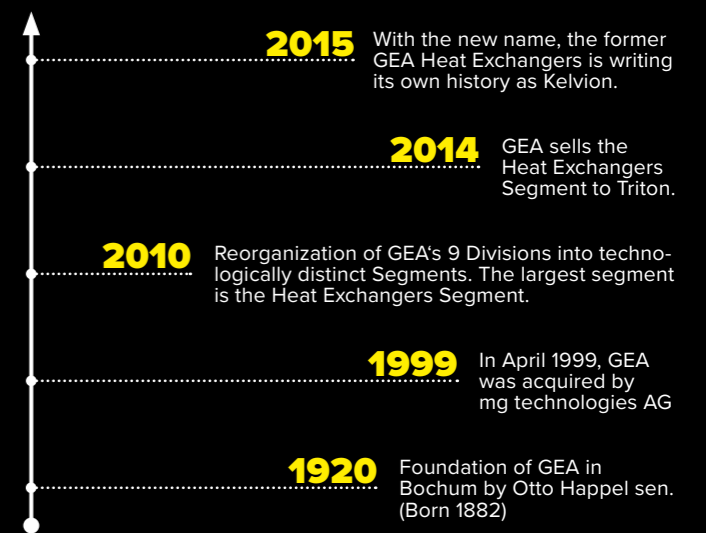 2015
With the new name, the former
GEA Heat Exchangers is writing
its own history as Kelvion.
2014
GEA sells the
Heat Exchangers
Segment to Triton.
2010
Reorganization of GEA‘s 9 Divisions into techno-
logically distinct Segments. The largest segment
is the Heat Exchangers Segment.
1999
In April 1999, GEA
was acquired by
mg technologies AG
1920
Foundation of GEA in
Bochum by Otto Happel sen.
(Born 1882)